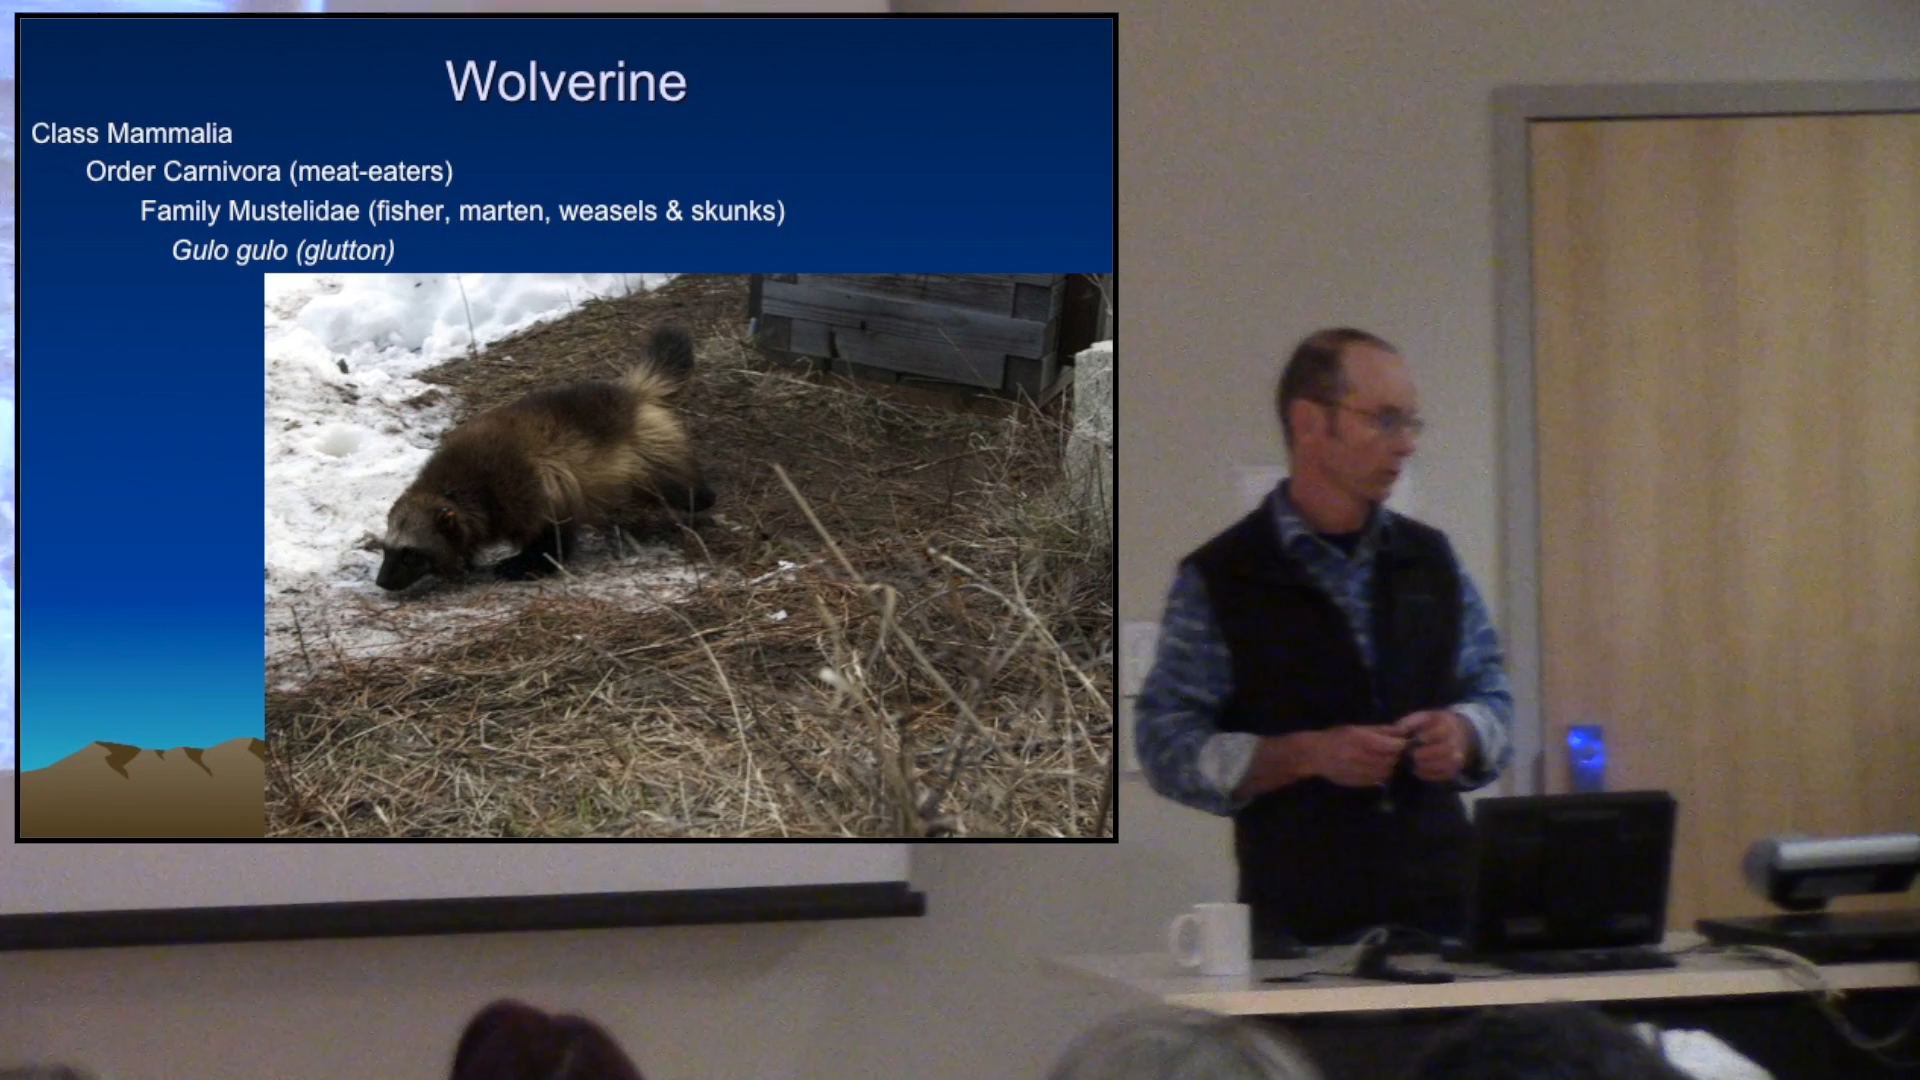 Wolverine
Class Mammalia
Order Carnivora (meat-eaters)
Family Mustelidae (fisher, marten, weasels & skunks)
Gulo gulo (glutton)